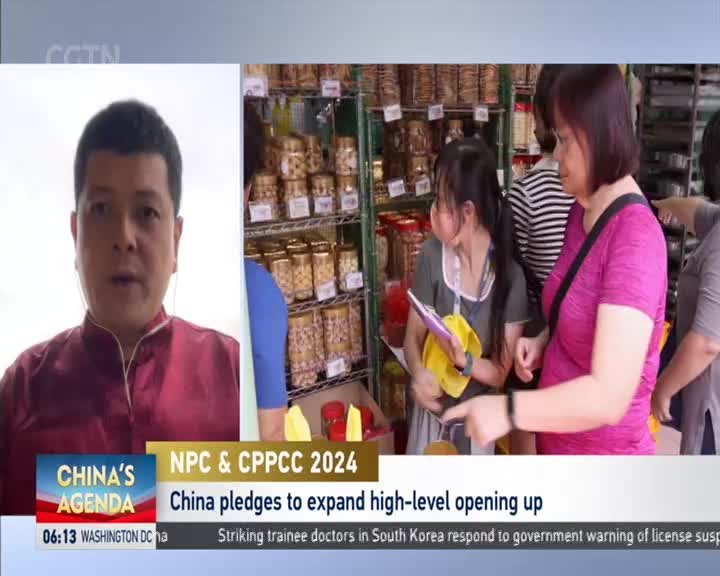 CGTN
NPC & CPPCC 2024
CHINA'S
AGENDA
China pledges to expand high-level opening up
06:13 WASHINGTON DC na Striking trainee doctors in South Korea respond to government warning of license susp